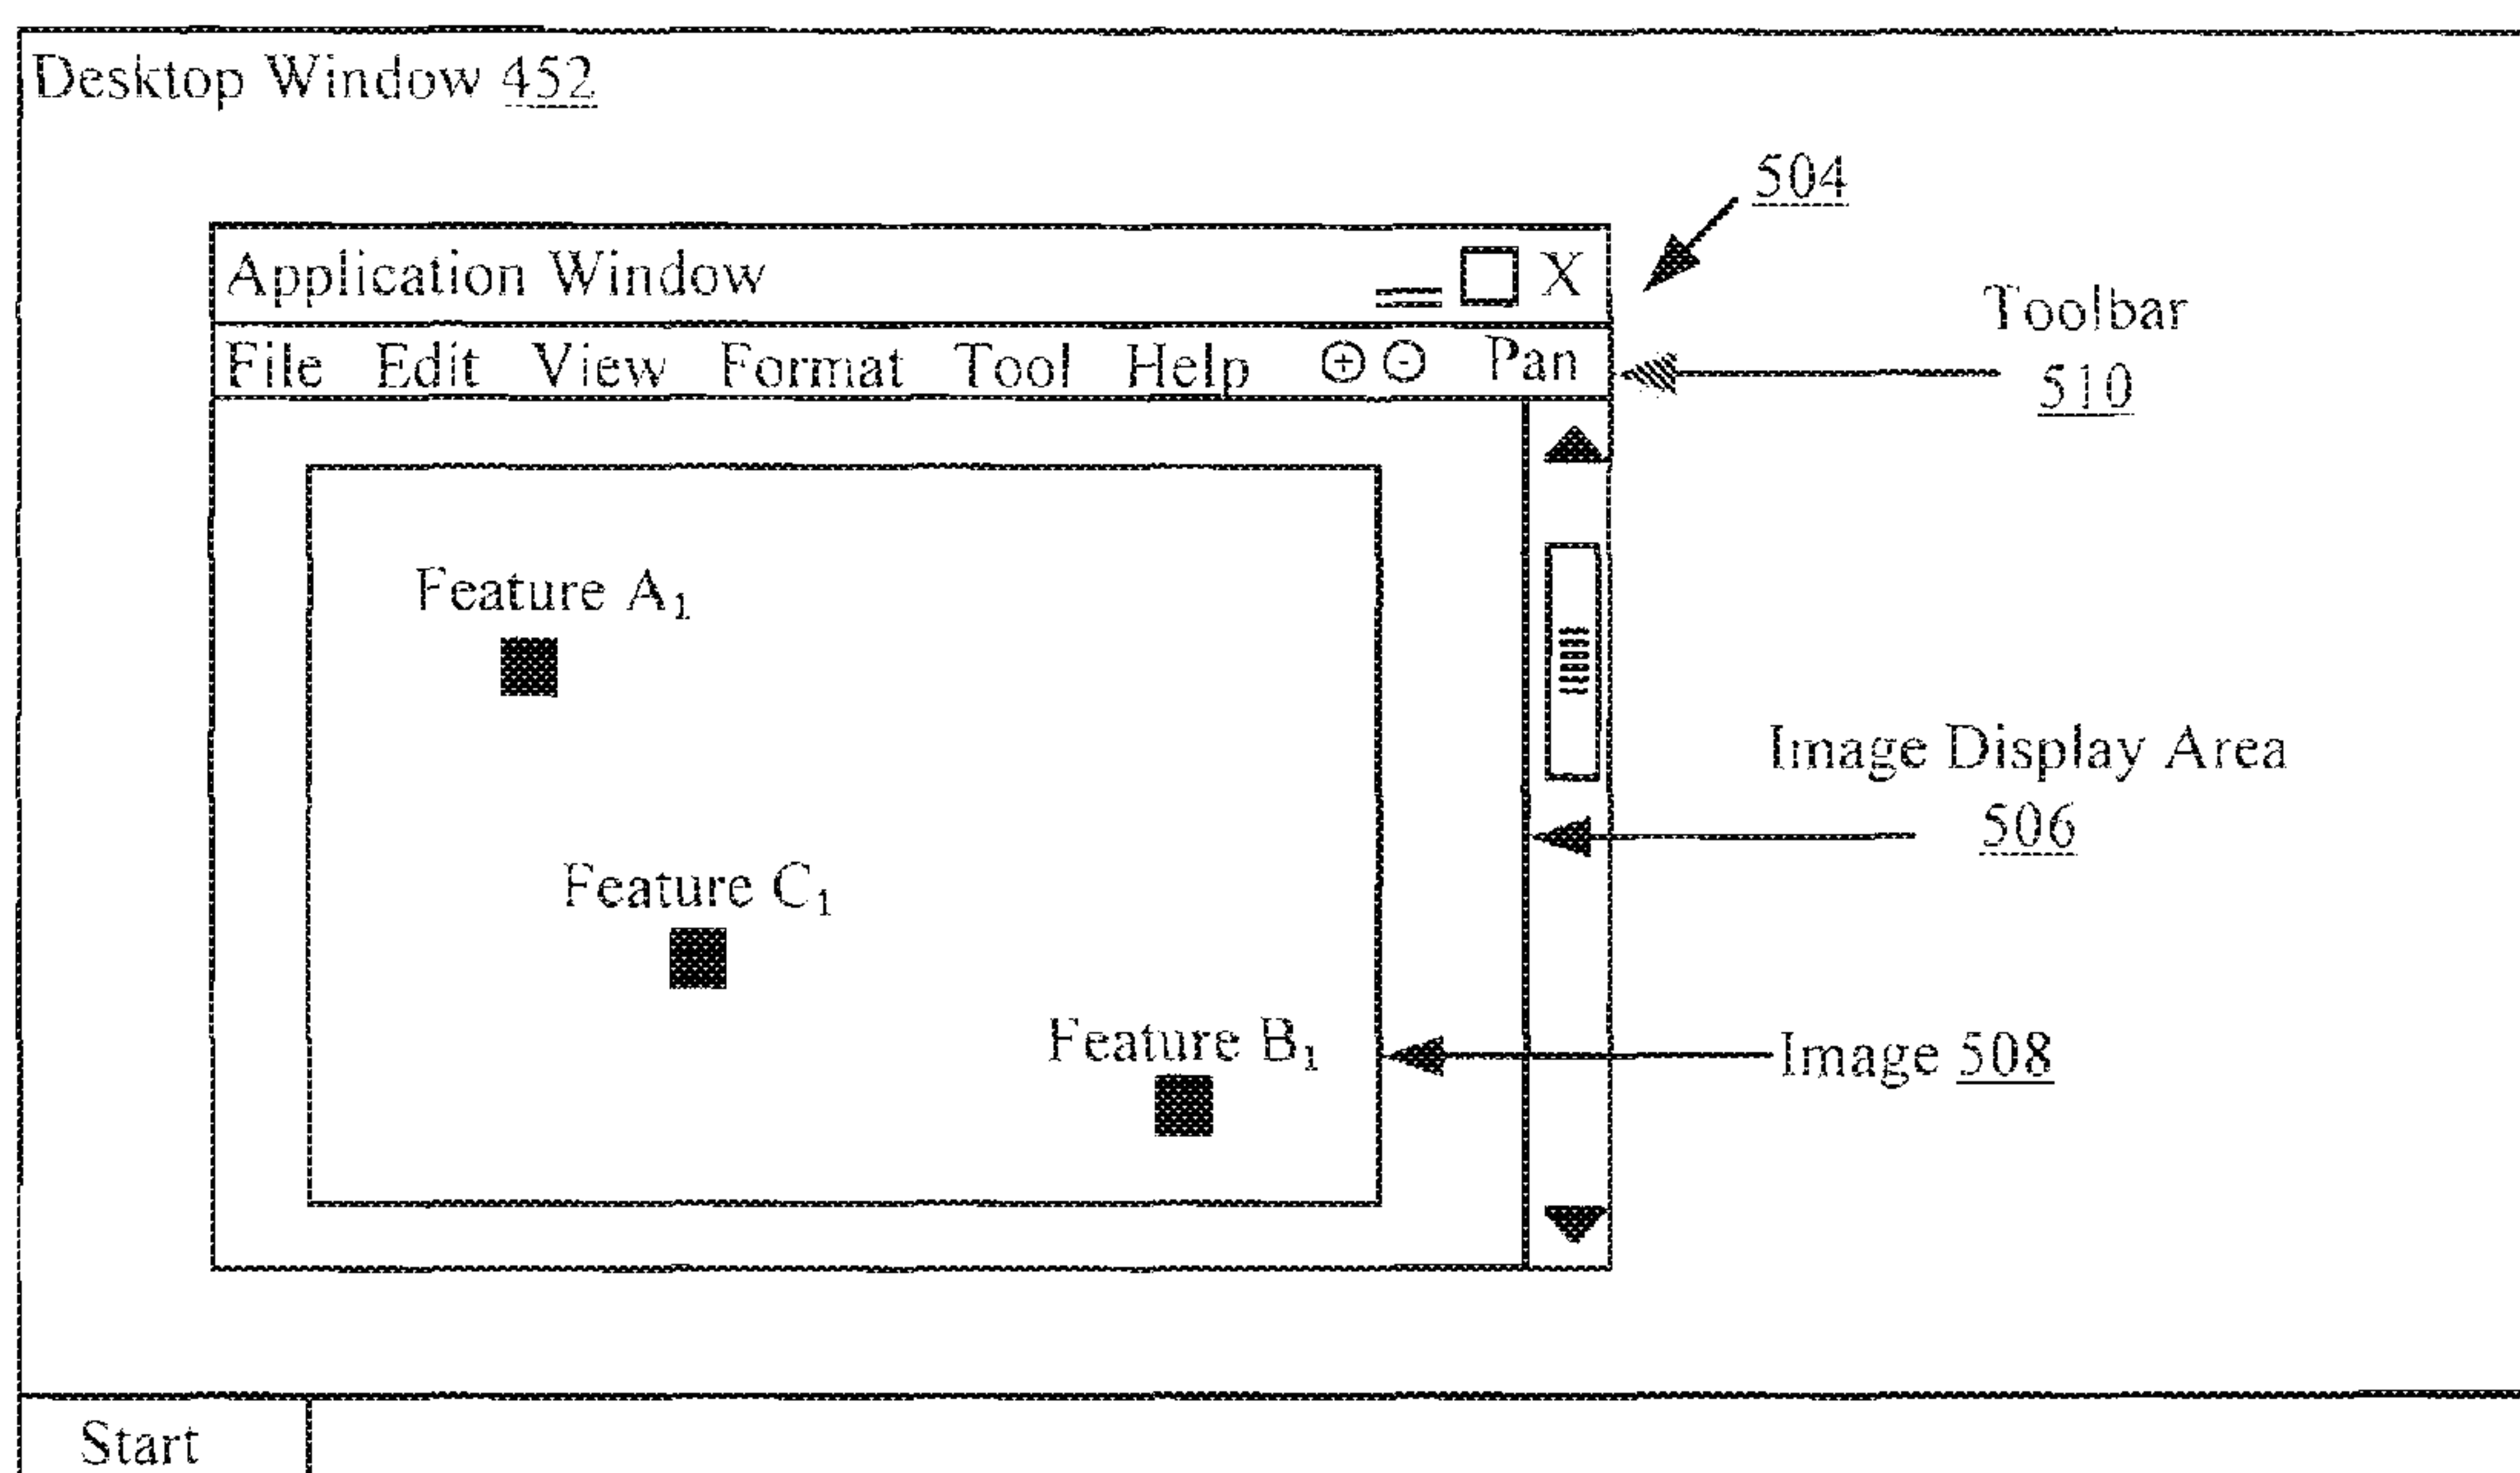 Desktop Window 452
504
Application Window X
Toolbar
510
File Edit View Format Tool Help + - Pan
Feature A₁
Image Display Area
506
Feature C₁
Feature B₁
Image 508
Start